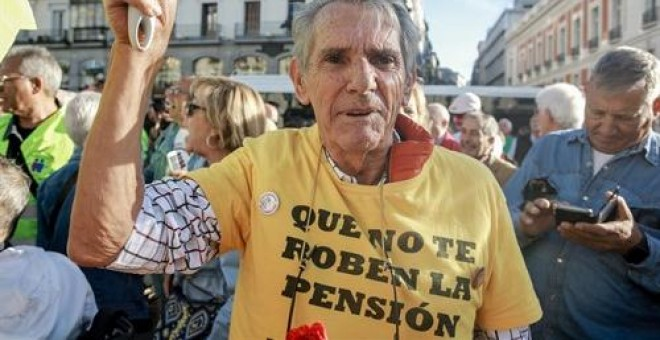 QUE NO TE
ROBEN LA
PENSIÓN